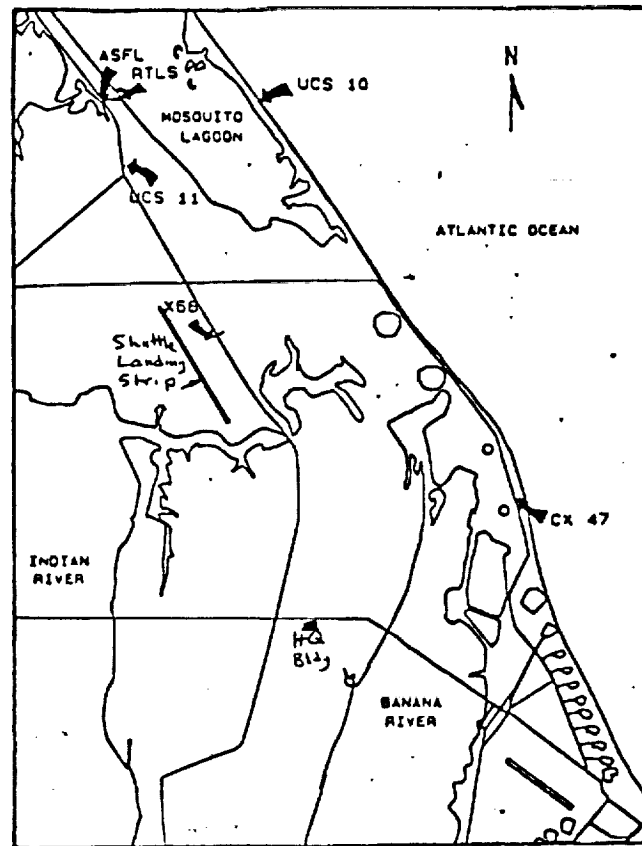 ASFL
RTLS
UCS 10
N
MOSQUITO
LAGOON
UCS 11
ATLANTIC OCEAN
X68
Shuttle
Landing
Strip
CX 47
INDIAN
RIVER
HQ
Bldg
BANANA
RIVER